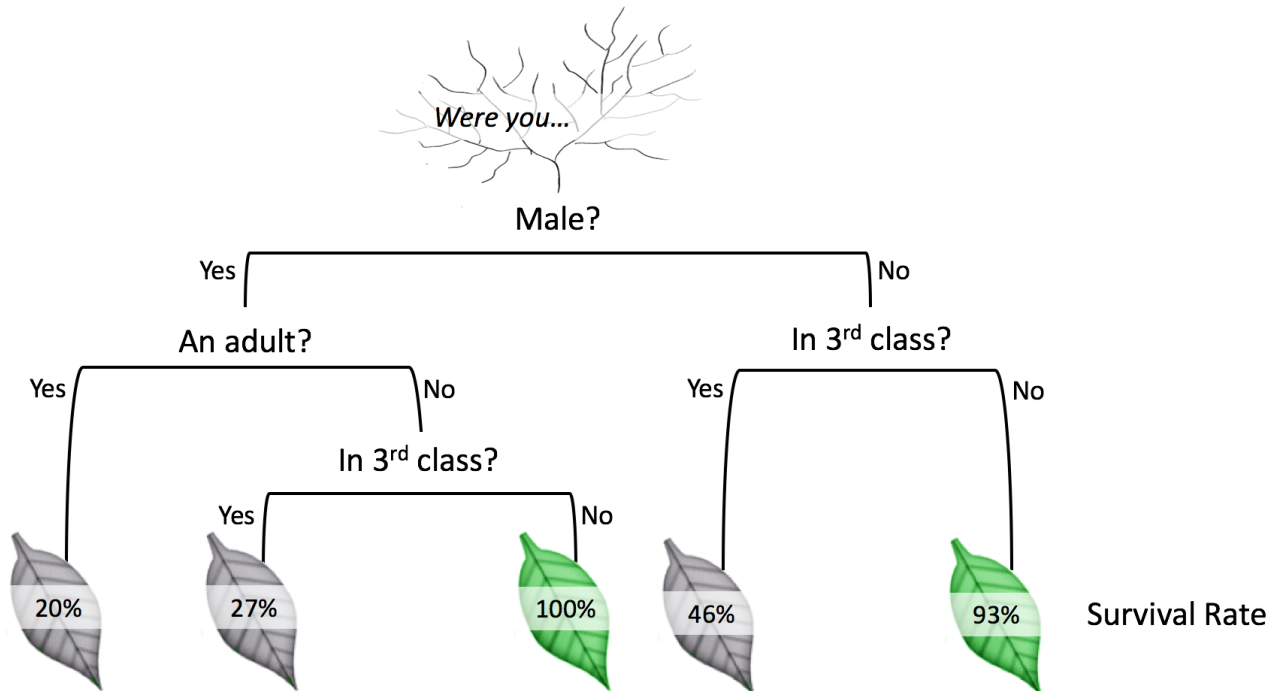 Were you...
Male?
Yes
No
An adult?
In 3rd class?
Yes
No
Yes
No
In 3rd class?
Yes
No
20%
27%
100%
46%
93%
Survival Rate